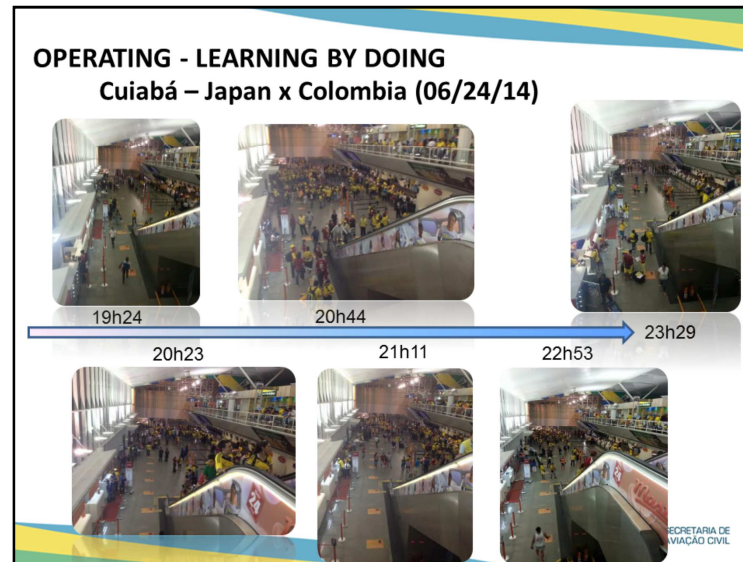 OPERATING - LEARNING BY DOING
Cuiabá – Japan x Colombia (06/24/14)
19h24
20h44
23h29
20h23
21h11
22h53
SECRETARIA DE
AVIAÇÃO CIVIL